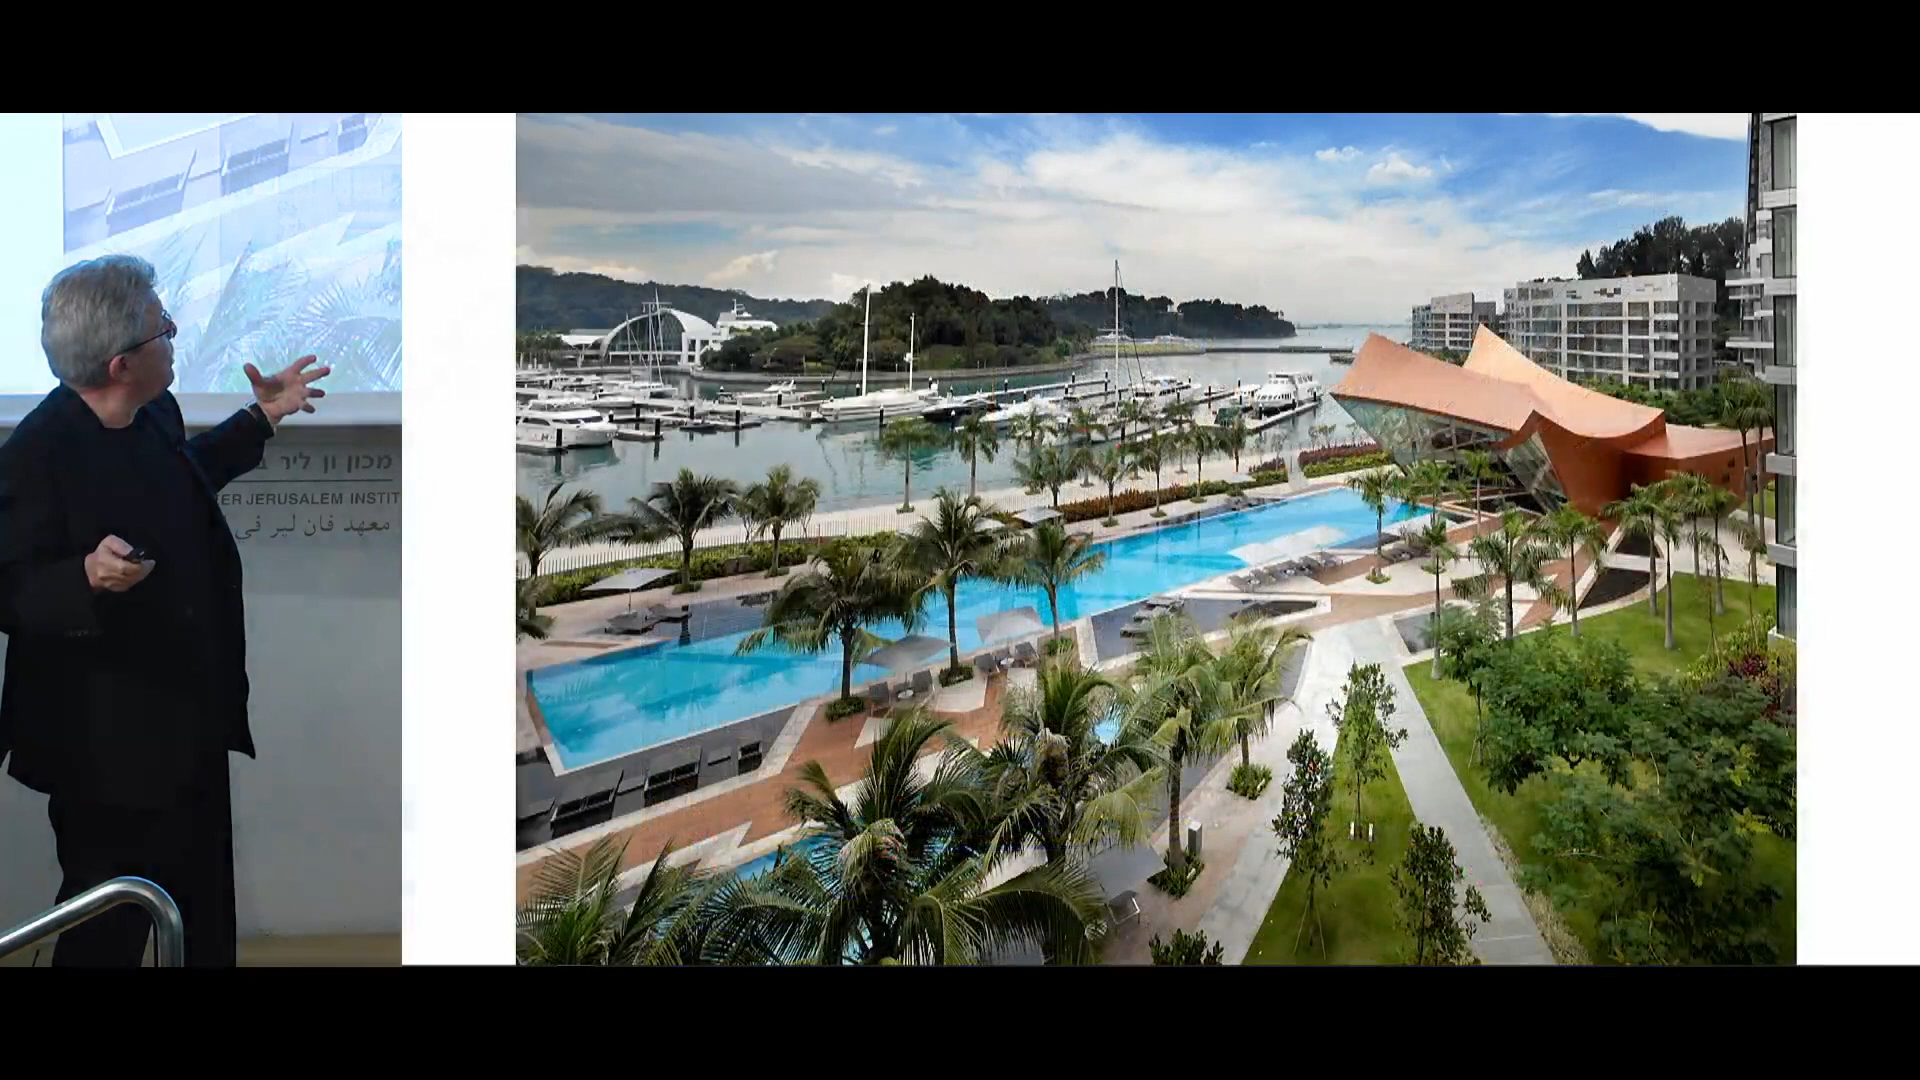 מכון ון ליר ב
ER JERUSALEM INSTIT
معهد فان لير في